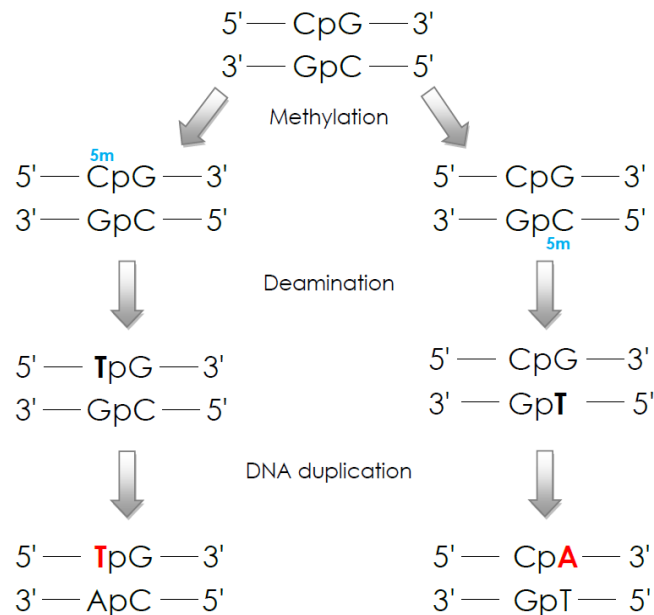 5' — CpG — 3'
3' — GpC — 5'
Methylation
5m
5' — CpG — 3'
3' — GpC — 5'
5' — CpG — 3'
3' — GpC — 5'
5m
Deamination
5' — TpG — 3'
3' — GpC — 5'
5' — CpG — 3'
3' — GpT — 5'
DNA duplication
5' — TpG — 3'
3' — ApC — 5'
5' — CpA — 3'
3' — GpT — 5'